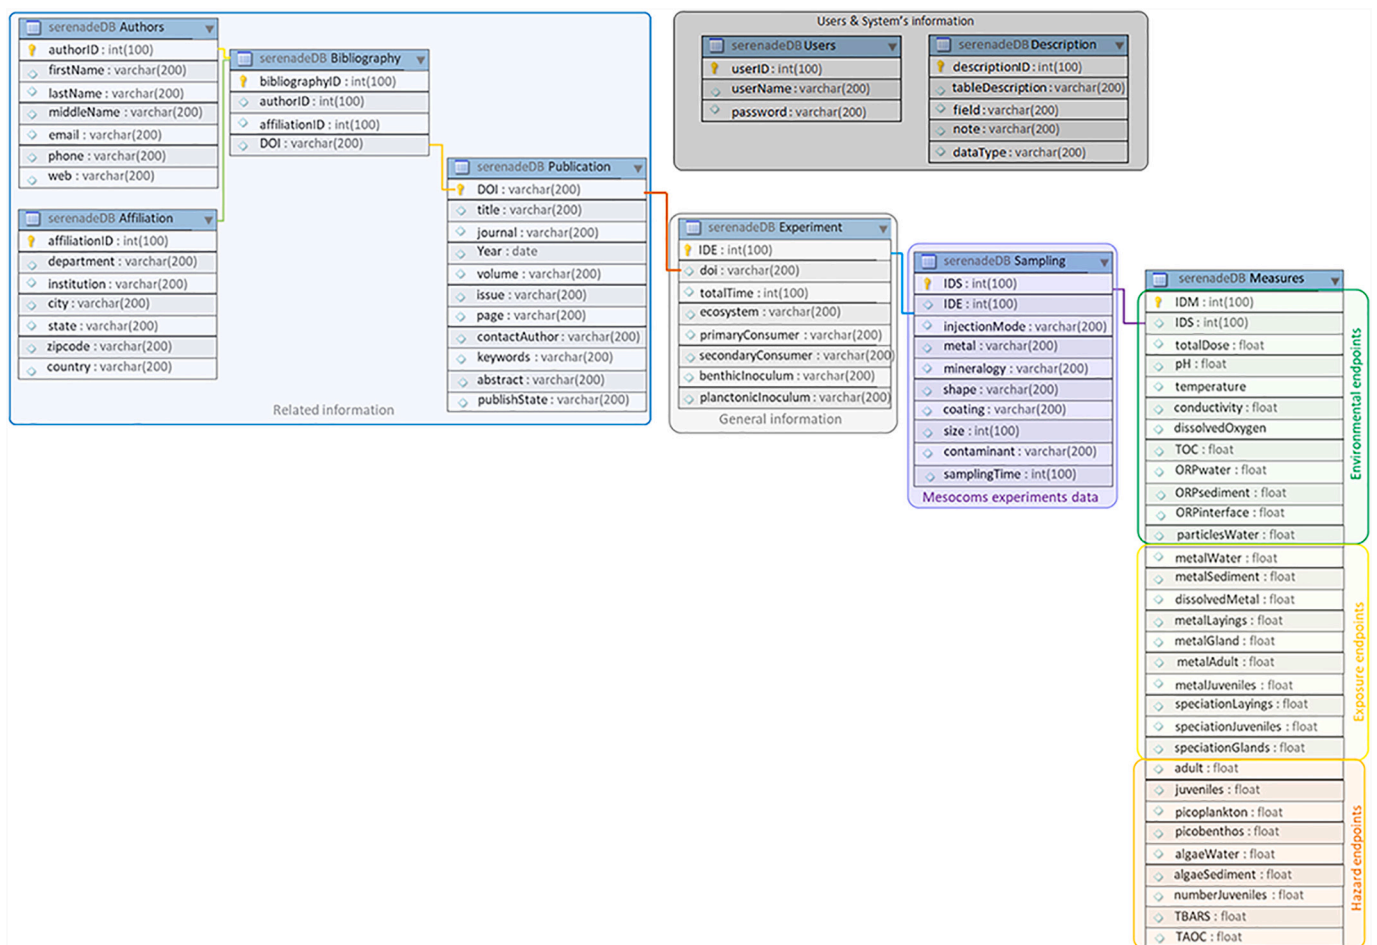 serenadeDB Authors
authorID : int(100)
firstName : varchar(200)
lastName : varchar(200)
middleName : varchar(200)
email : varchar(200)
phone : varchar(200)
web : varchar(200)
serenadeDB Affiliation
affiliationID : int(100)
department : varchar(200)
institution : varchar(200)
city : varchar(200)
state : varchar(200)
zipcode : varchar(200)
country : varchar(200)
serenadeDB Bibliography
bibliographyID : int(100)
authorID : int(100)
affiliationID : int(100)
DOI : varchar(200)
serenadeDB Publication
DOI : varchar(200)
title : varchar(200)
journal : varchar(200)
Year : date
volume : varchar(200)
issue : varchar(200)
page : varchar(200)
contactAuthor : varchar(200)
keywords : varchar(200)
abstract : varchar(200)
publishState : varchar(200)
Related information
Users & System's information
serenadeDB Users
userID : int(100)
userName : varchar(200)
password : varchar(200)
serenadeDB Description
descriptionID : int(100)
tableDescription : varchar(200)
field : varchar(200)
note : varchar(200)
dataType : varchar(200)
serenadeDB Experiment
IDE : int(100)
doi : varchar(200)
totalTime : int(100)
ecosystem : varchar(200)
primaryConsumer : varchar(200)
secondaryConsumer : varchar(200)
benthicInoculum : varchar(200)
planctonicInoculum : varchar(200)
General information
serenadeDB Sampling
IDS : int(100)
IDE : int(100)
injectionMode : varchar(200)
metal : varchar(200)
mineralogy : varchar(200)
shape : varchar(200)
coating : varchar(200)
size : int(100)
contaminant : varchar(200)
samplingTime : int(100)
Mesocoms experiments data
serenadeDB Measures
IDM : int(100)
IDS : int(100)
totalDose : float
pH : float
temperature
conductivity : float
dissolvedOxygen
TOC : float
ORPwater : float
ORPsediment : float
ORPinterface : float
particlesWater : float
Environmental endpoints
metalWater : float
metalSediment : float
dissolvedMetal : float
metalLayings : float
metalGland : float
metalAdult : float
metalJuveniles : float
speciationLayings : float
speciationJuveniles : float
speciationGlands : float
Exposure endpoints
adult : float
juveniles : float
picoplankton : float
picobenthos : float
algaeWater : float
algaeSediment : float
numberJuveniles : float
TBARS : float
TAOC : float
Hazard endpoints